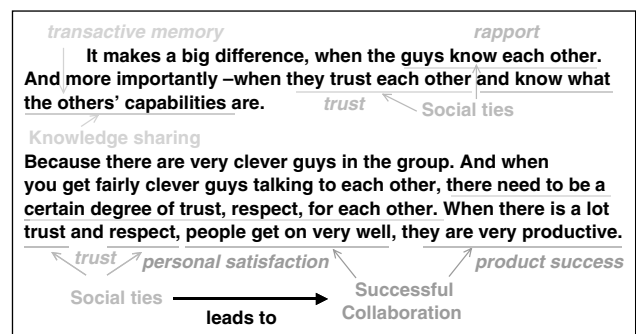 transactive memory rapport
It makes a big difference, when the guys know each other.
And more importantly –when they trust each other and know what
the others’ capabilities are.
trust Social ties
Knowledge sharing
Because there are very clever guys in the group. And when
you get fairly clever guys talking to each other, there need to be a
certain degree of trust, respect, for each other. When there is a lot
trust and respect, people get on very well, they are very productive.
trust personal satisfaction product success
Social ties
leads to
Successful
Collaboration